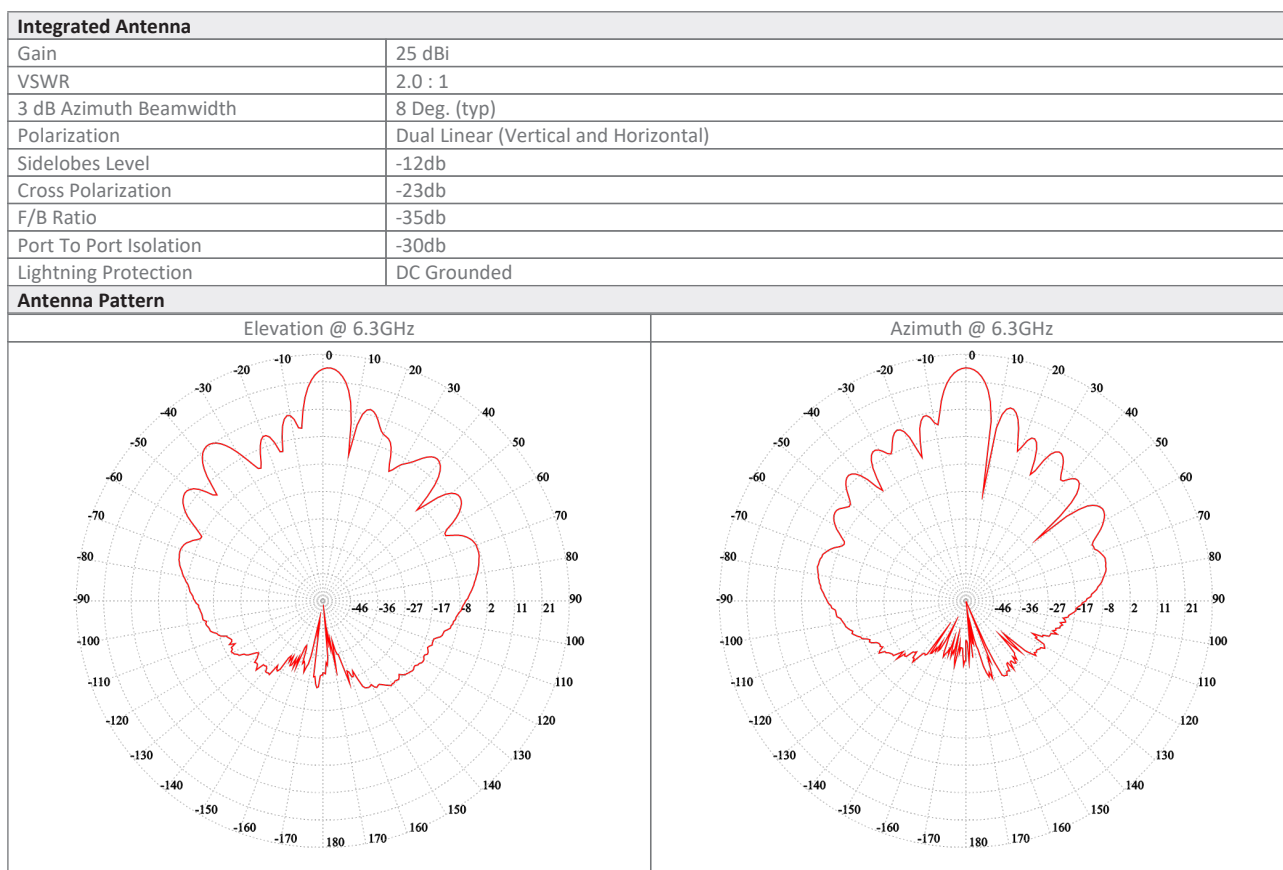 Integrated Antenna
Gain 25 dBi
VSWR 2.0 : 1
3 dB Azimuth Beamwidth 8 Deg. (typ)
Polarization Dual Linear (Vertical and Horizontal)
Sidelobes Level -12db
Cross Polarization -23db
F/B Ratio -35db
Port To Port Isolation -30db
Lightning Protection DC Grounded
Antenna Pattern
Elevation @ 6.3GHz Azimuth @ 6.3GHz
-10 0 10 -10 0 10
-20 20 -20 20
-30 30 -30 30
-40 40 -40 40
-50 50 -50 50
-60 60 -60 60
-70 70 -70 70
-80 80 -80 80
-90 -46 -36 -27 -17 -8 2 11 21 90 -90 -46 -36 -27 -17 -8 2 11 21 90
-100 100 -100 100
-110 110 -110 110
-120 120 -120 120
-130 130 -130 130
-140 140 -140 140
-150 150 -150 150
-160 160 -160 160
-170 180 170 -170 180 170